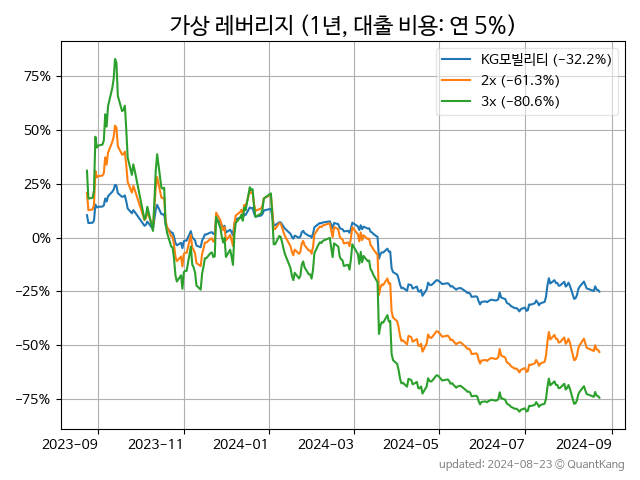 가상 레버리지 (1년, 대출 비용: 연 5%)
KG모빌리티 (−32.2%)
2x (−61.3%)
3x (−80.6%)
75%
50%
25%
0%
−25%
−50%
−75%
2023-09 2023-11 2024-01 2024-03 2024-05 2024-07 2024-09
updated: 2024-08-23 © QuantKang